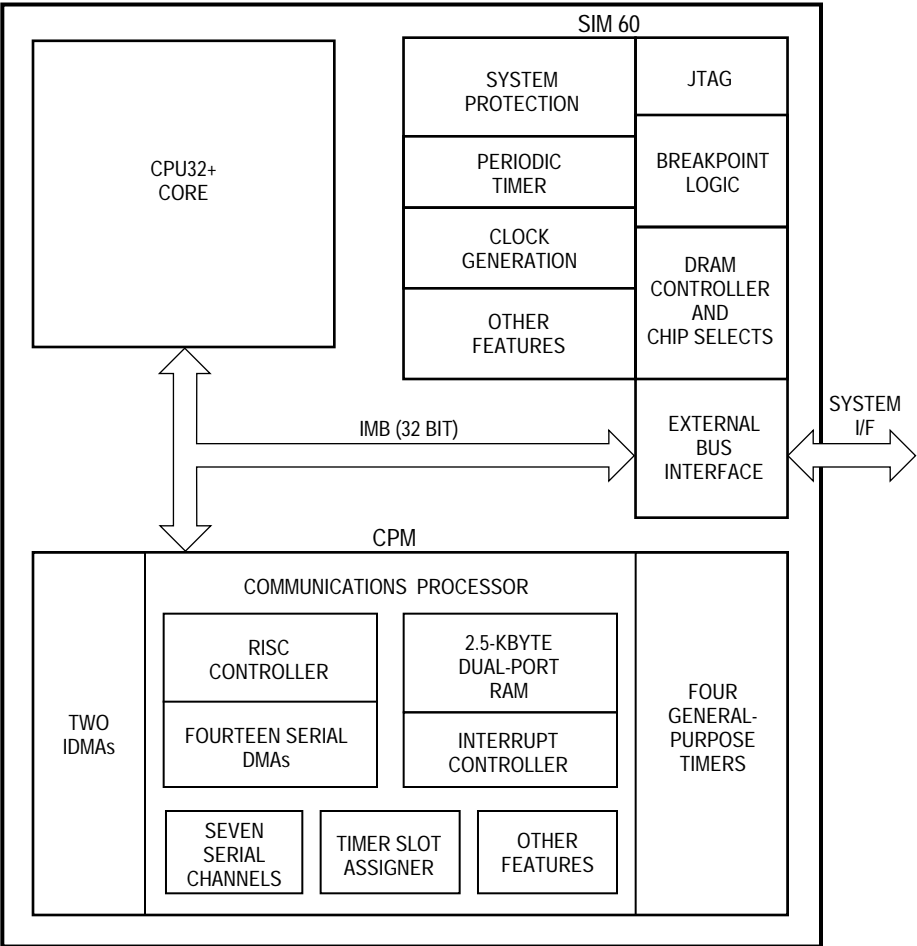 SIM 60
CPU32+
CORE
SYSTEM
PROTECTION
JTAG
PERIODIC
TIMER
BREAKPOINT
LOGIC
CLOCK
GENERATION
DRAM
CONTROLLER
AND
CHIP SELECTS
OTHER
FEATURES
IMB (32 BIT)
EXTERNAL
BUS
INTERFACE
SYSTEM
I/F
CPM
TWO
IDMAs
COMMUNICATIONS PROCESSOR
RISC
CONTROLLER
2.5-KBYTE
DUAL-PORT
RAM
FOURTEEN SERIAL
DMAs
INTERRUPT
CONTROLLER
SEVEN
SERIAL
CHANNELS
TIMER SLOT
ASSIGNER
OTHER
FEATURES
FOUR
GENERAL-
PURPOSE
TIMERS